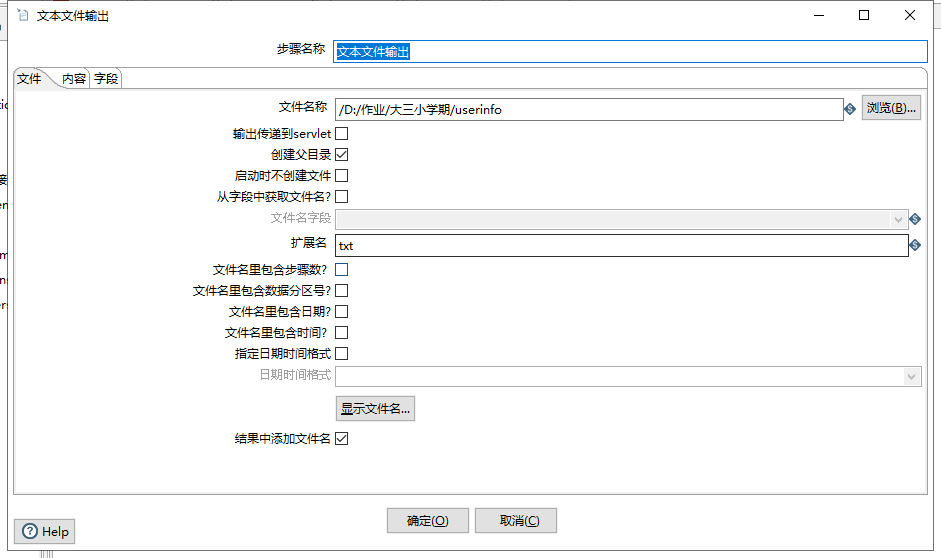 文本文件输出
步骤名称 文本文件输出
文件 内容 字段
文件名称 /D:/作业/大三小学期/userinfo 浏览(B)...
输出传递到servlet
创建父目录
启动时不创建文件
从字段中获取文件名?
文件名字段
扩展名 txt
文件名里包含步骤数?
文件名里包含数据分区号?
文件名里包含日期?
文件名里包含时间?
指定日期时间格式
日期时间格式
显示文件名...
结果中添加文件名
确定(O) 取消(C)
Help